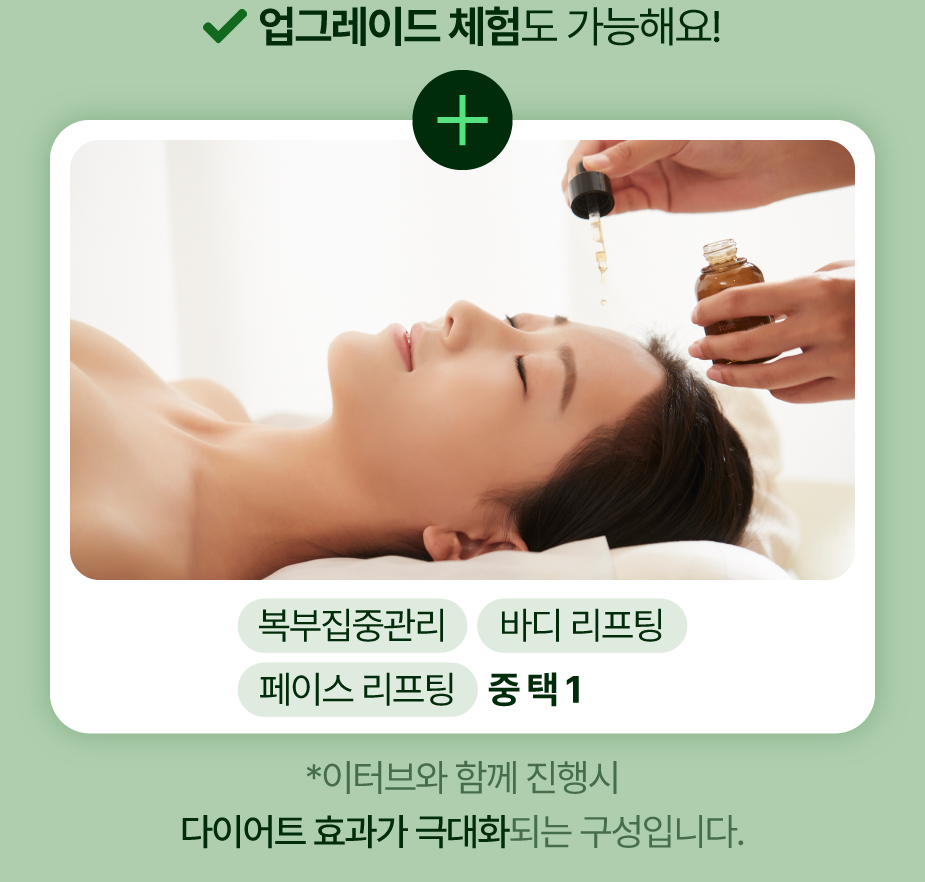 업그레이드 체험도 가능해요!
복부집중관리 바디 리프팅
페이스 리프팅 중 택 1
*이터브와 함께 진행시
다이어트 효과가 극대화되는 구성입니다.